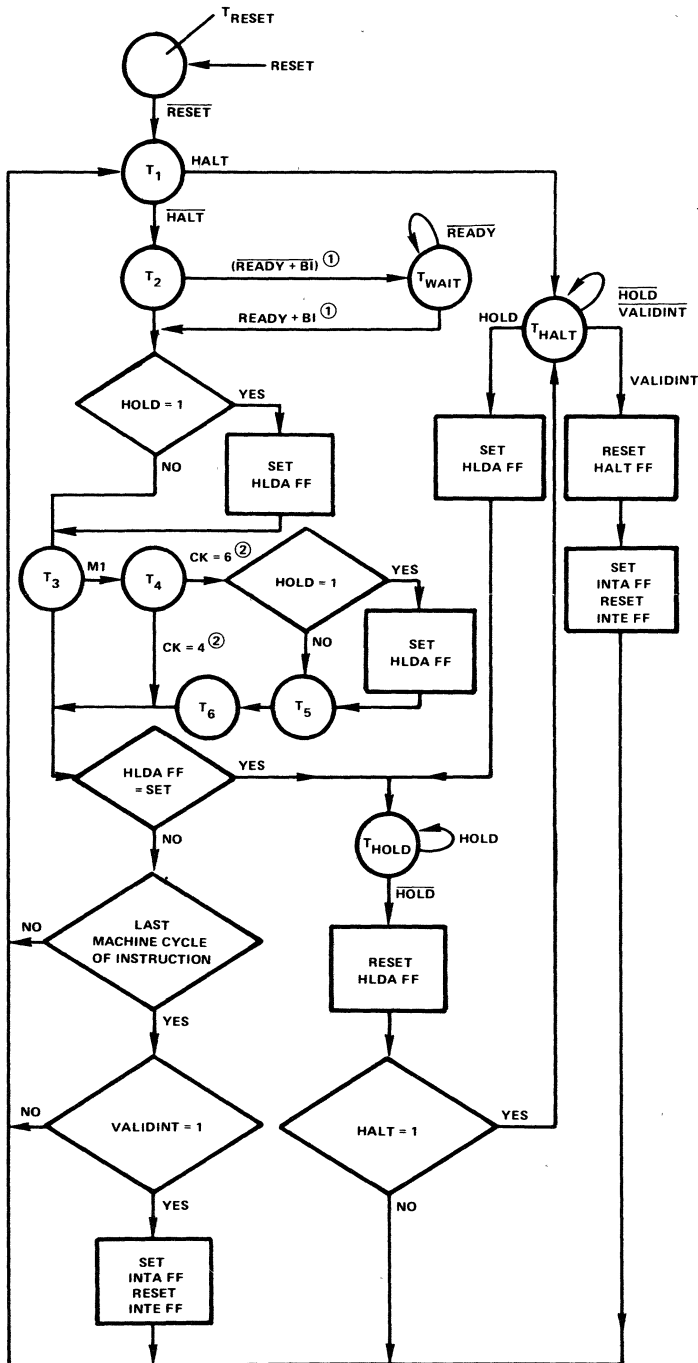 T RESET
RESET
RESET
T1
HALT
HALT
T2
(READY + BI) ①
READY
TWAIT
READY + BI ①
HOLD
VALIDINT
HOLD
THALT
VALIDINT
HOLD = 1
YES
NO
SET
HLDA FF
SET
HLDA FF
RESET
HALT FF
T3
M1
T4
CK = 6 ②
HOLD = 1
YES
NO
SET
HLDA FF
SET
INTA FF
RESET
INTE FF
CK = 4 ②
T6
T5
HLDA FF
= SET
YES
NO
THOLD
HOLD
HOLD
NO
LAST
MACHINE CYCLE
OF INSTRUCTION
YES
RESET
HLDA FF
NO
VALIDINT = 1
YES
HALT = 1
YES
NO
SET
INTA FF
RESET
INTE FF